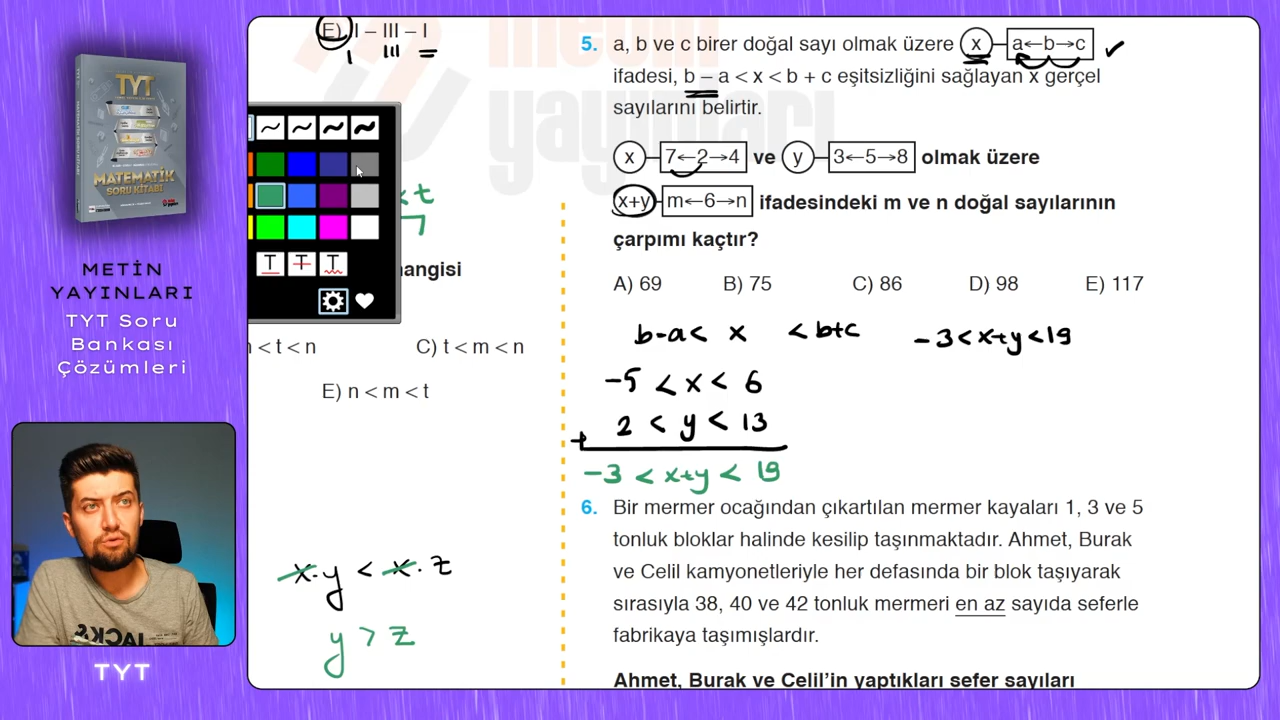 E) I – III – I
I III
x t
7
T T T
hangisi
< t < n
C) t < m < n
E) n < m < t
x.y < x.z
y > z
TYT
MATEMATİK
SORU KİTABI
METİN
YAYINLARI
TYT Soru
Bankası
Çözümleri
TYT
metin
yayınları
5. a, b ve c birer doğal sayı olmak üzere x a←b→c ✓
ifadesi, b – a < x < b + c eşitsizliğini sağlayan x gerçel
sayılarını belirtir.
x 7←2→4 ve y 3←5→8 olmak üzere
x+y m←6→n ifadesindeki m ve n doğal sayılarının
çarpımı kaçtır?
A) 69 B) 75 C) 86 D) 98 E) 117
b-a< x <b+c -3<x+y<19
-5 < x < 6
+ 2 < y < 13
-3 < x+y < 19
6. Bir mermer ocağından çıkartılan mermer kayaları 1, 3 ve 5
tonluk bloklar halinde kesilip taşınmaktadır. Ahmet, Burak
ve Celil kamyonetleriyle her defasında bir blok taşıyarak
sırasıyla 38, 40 ve 42 tonluk mermeri en az sayıda seferle
fabrikaya taşımışlardır.
Ahmet, Burak ve Celil'in yaptıkları sefer sayıları